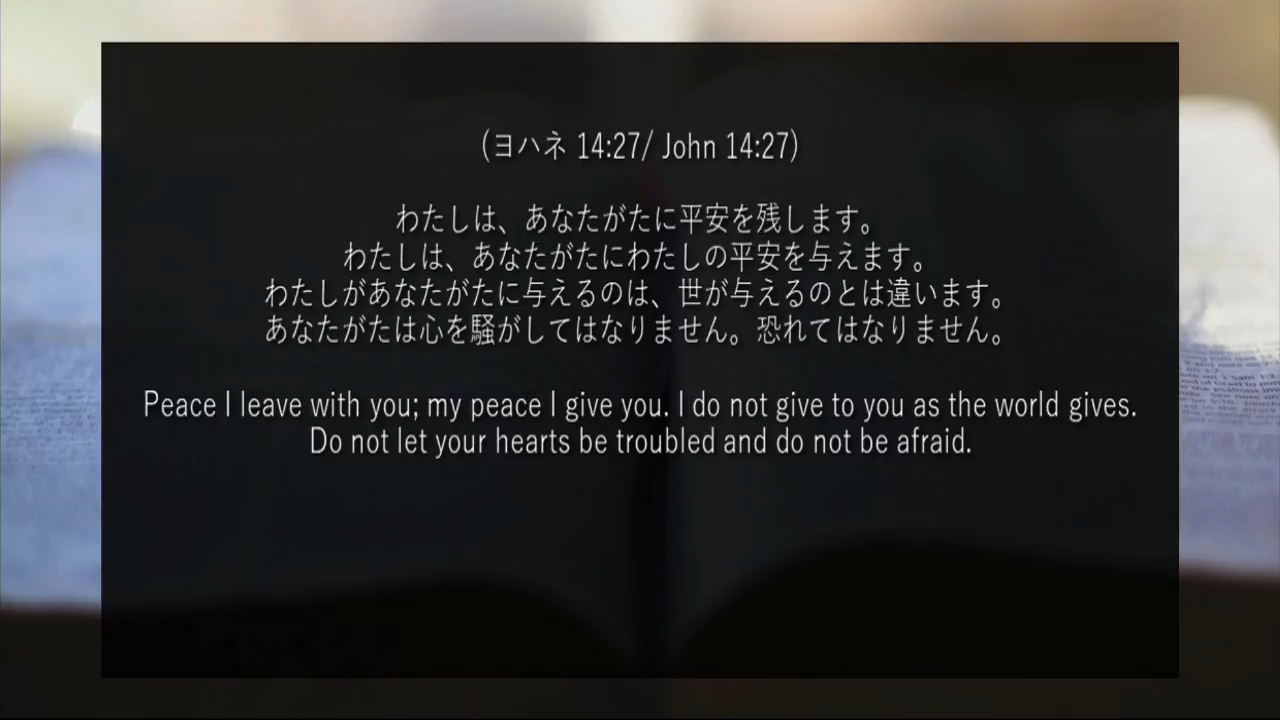 (ヨハネ 14:27/ John 14:27)
わたしは、あなたがたに平安を残します。
わたしは、あなたがたにわたしの平安を与えます。
わたしがあなたがたに与えるのは、世が与えるのとは違います。
あなたがたは心を騒がしてはなりません。恐れてはなりません。
Peace I leave with you; my peace I give you. I do not give to you as the world gives.
Do not let your hearts be troubled and do not be afraid.